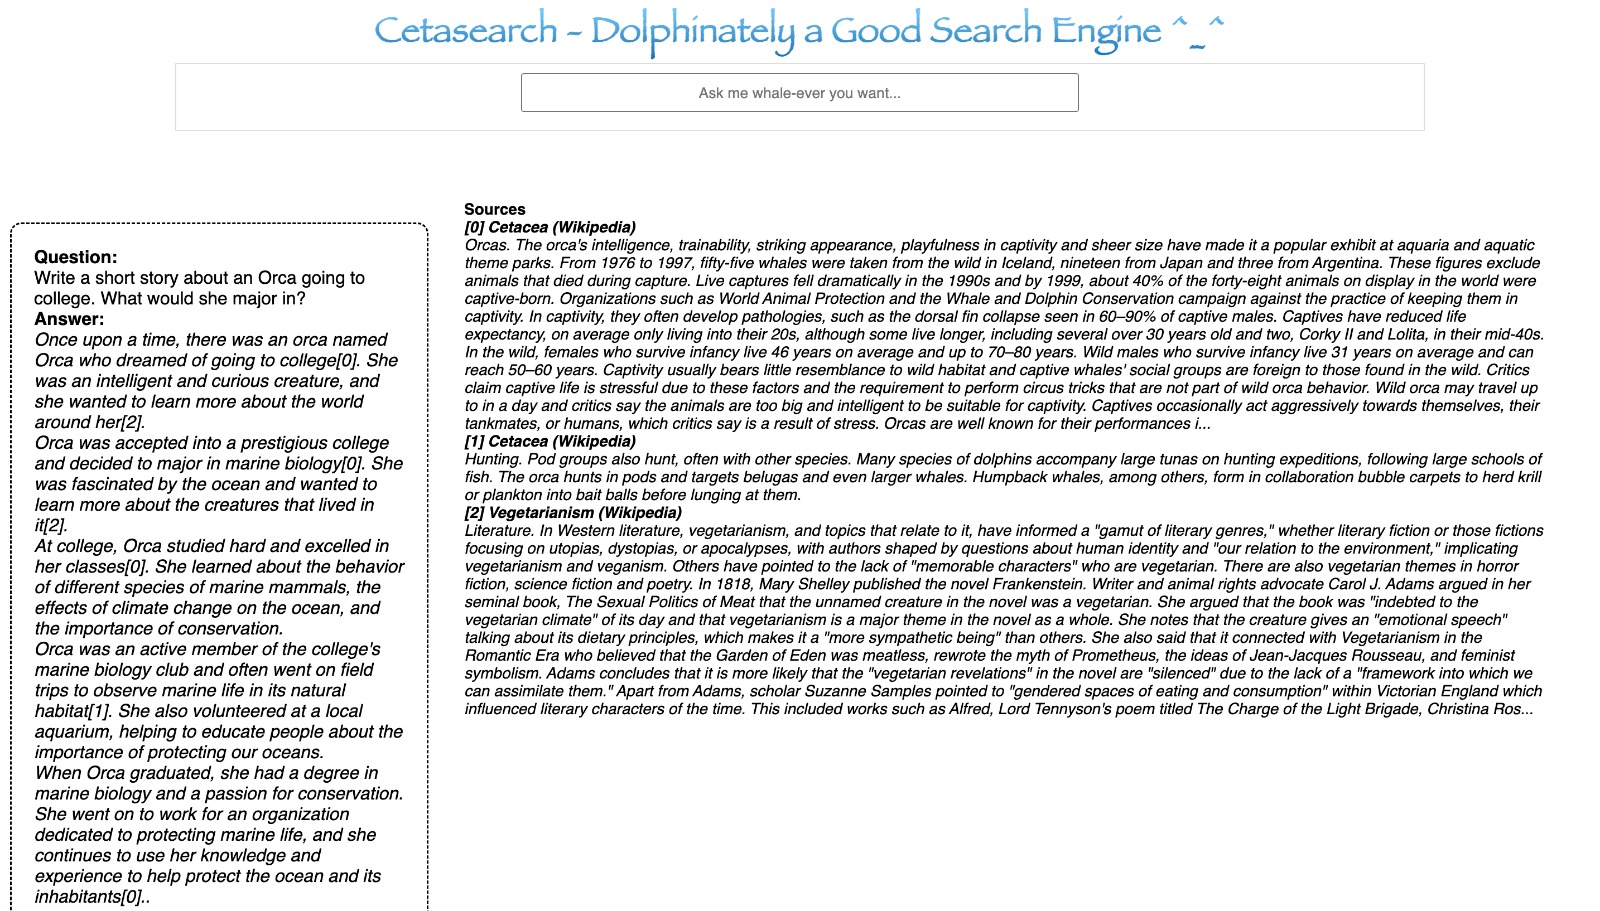 Cetasearch - Dolphinately a Good Search Engine ^_^
Ask me whale-ever you want...
Question:
Write a short story about an Orca going to
college. What would she major in?
Answer:
Once upon a time, there was an orca named
Orca who dreamed of going to college[0]. She
was an intelligent and curious creature, and
she wanted to learn more about the world
around her[2].
Orca was accepted into a prestigious college
and decided to major in marine biology[0]. She
was fascinated by the ocean and wanted to
learn more about the creatures that lived in
it[2].
At college, Orca studied hard and excelled in
her classes[0]. She learned about the behavior
of different species of marine mammals, the
effects of climate change on the ocean, and
the importance of conservation.
Orca was an active member of the college's
marine biology club and often went on field
trips to observe marine life in its natural
habitat[1]. She also volunteered at a local
aquarium, helping to educate people about the
importance of protecting our oceans.
When Orca graduated, she had a degree in
marine biology and a passion for conservation.
She went on to work for an organization
dedicated to protecting marine life, and she
continues to use her knowledge and
experience to help protect the ocean and its
inhabitants[0]..
Sources
[0] Cetacea (Wikipedia)
Orcas. The orca's intelligence, trainability, striking appearance, playfulness in captivity and sheer size have made it a popular exhibit at aquaria and aquatic
theme parks. From 1976 to 1997, fifty-five whales were taken from the wild in Iceland, nineteen from Japan and three from Argentina. These figures exclude
animals that died during capture. Live captures fell dramatically in the 1990s and by 1999, about 40% of the forty-eight animals on display in the world were
captive-born. Organizations such as World Animal Protection and the Whale and Dolphin Conservation campaign against the practice of keeping them in
captivity. In captivity, they often develop pathologies, such as the dorsal fin collapse seen in 60–90% of captive males. Captives have reduced life
expectancy, on average only living into their 20s, although some live longer, including several over 30 years old and two, Corky II and Lolita, in their mid-40s.
In the wild, females who survive infancy live 46 years on average and up to 70–80 years. Wild males who survive infancy live 31 years on average and can
reach 50–60 years. Captivity usually bears little resemblance to wild habitat and captive whales' social groups are foreign to those found in the wild. Critics
claim captive life is stressful due to these factors and the requirement to perform circus tricks that are not part of wild orca behavior. Wild orca may travel up
to in a day and critics say the animals are too big and intelligent to be suitable for captivity. Captives occasionally act aggressively towards themselves, their
tankmates, or humans, which critics say is a result of stress. Orcas are well known for their performances i...
[1] Cetacea (Wikipedia)
Hunting. Pod groups also hunt, often with other species. Many species of dolphins accompany large tunas on hunting expeditions, following large schools of
fish. The orca hunts in pods and targets belugas and even larger whales. Humpback whales, among others, form in collaboration bubble carpets to herd krill
or plankton into bait balls before lunging at them.
[2] Vegetarianism (Wikipedia)
Literature. In Western literature, vegetarianism, and topics that relate to it, have informed a "gamut of literary genres," whether literary fiction or those fictions
focusing on utopias, dystopias, or apocalypses, with authors shaped by questions about human identity and "our relation to the environment," implicating
vegetarianism and veganism. Others have pointed to the lack of "memorable characters" who are vegetarian. There are also vegetarian themes in horror
fiction, science fiction and poetry. In 1818, Mary Shelley published the novel Frankenstein. Writer and animal rights advocate Carol J. Adams argued in her
seminal book, The Sexual Politics of Meat that the unnamed creature in the novel was a vegetarian. She argued that the book was "indebted to the
vegetarian climate" of its day and that vegetarianism is a major theme in the novel as a whole. She notes that the creature gives an "emotional speech"
talking about its dietary principles, which makes it a "more sympathetic being" than others. She also said that it connected with Vegetarianism in the
Romantic Era who believed that the Garden of Eden was meatless, rewrote the myth of Prometheus, the ideas of Jean-Jacques Rousseau, and feminist
symbolism. Adams concludes that it is more likely that the "vegetarian revelations" in the novel are "silenced" due to the lack of a "framework into which we
can assimilate them." Apart from Adams, scholar Suzanne Samples pointed to "gendered spaces of eating and consumption" within Victorian England which
influenced literary characters of the time. This included works such as Alfred, Lord Tennyson's poem titled The Charge of the Light Brigade, Christina Ros...